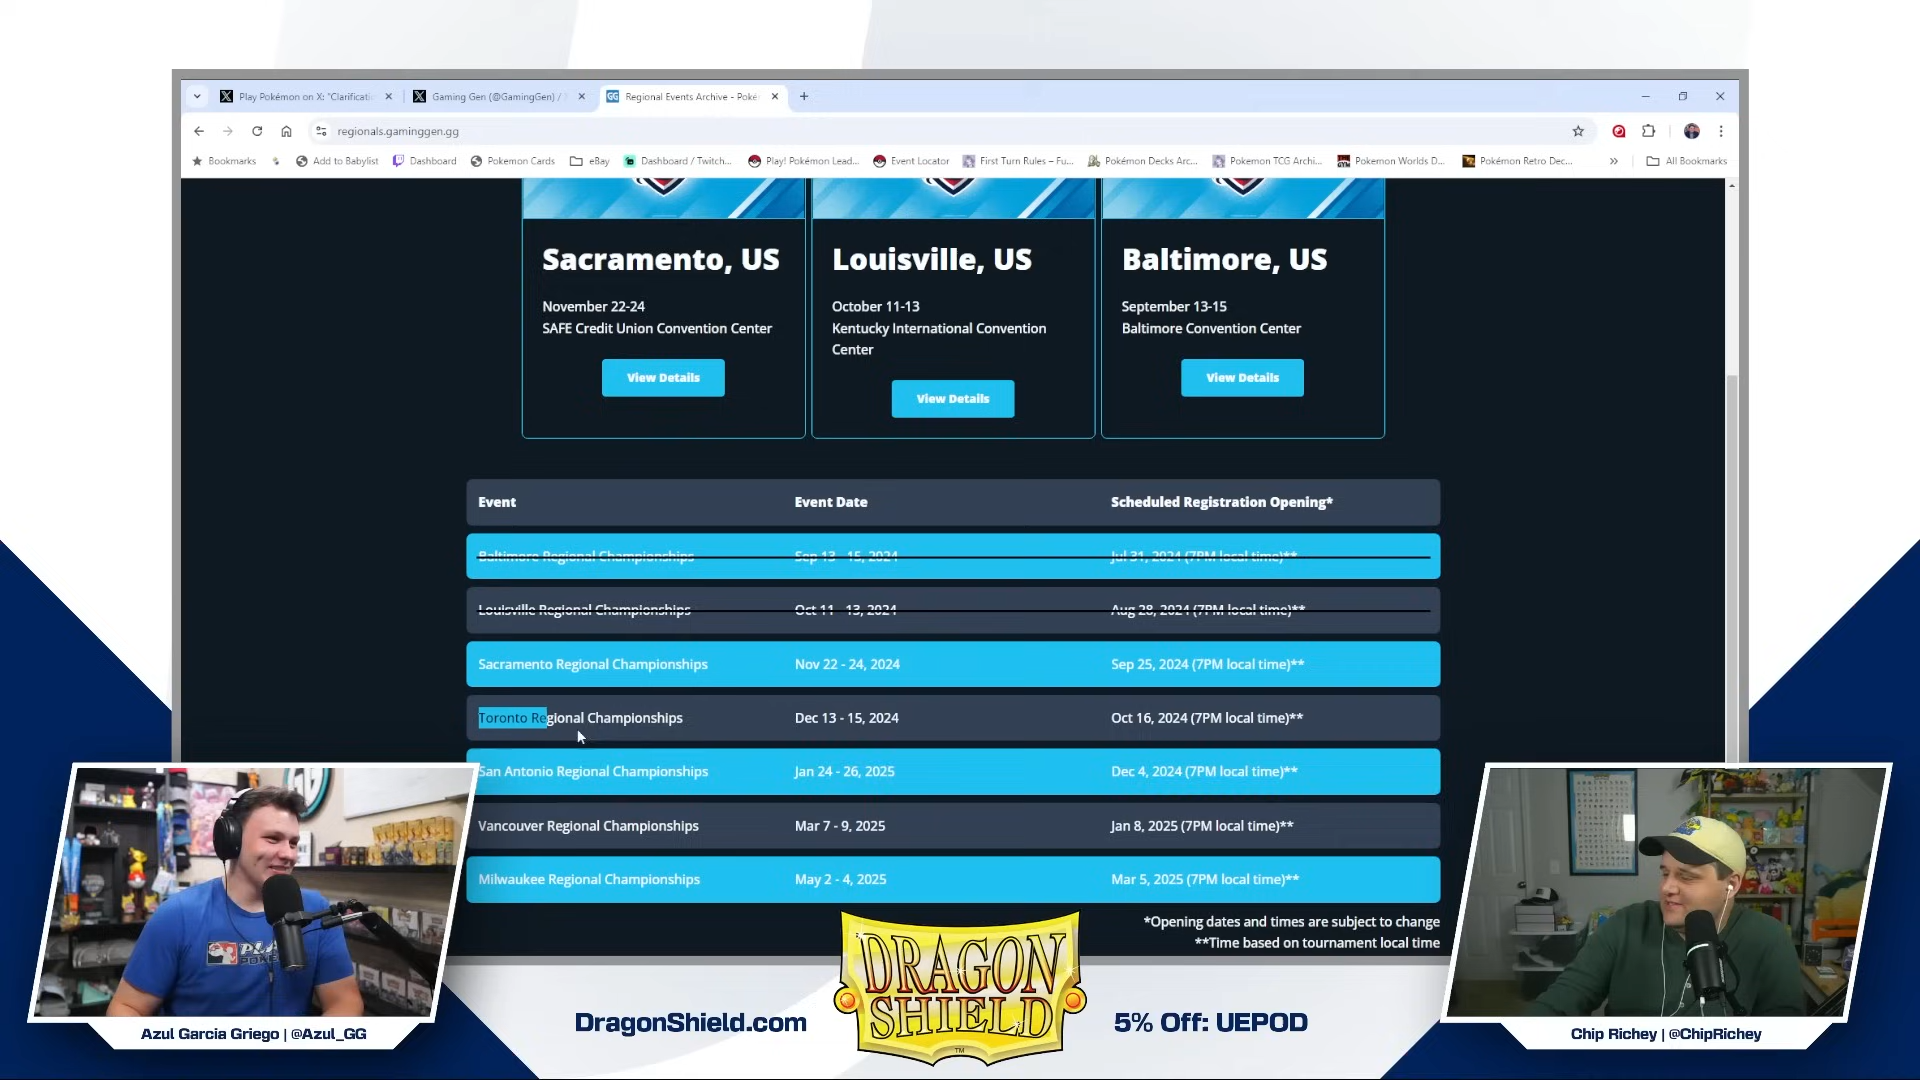 Play Pokémon on X: "Clarificatic
Gaming Gen (@GamingGen) /
Regional Events Archive - Poké
regionals.gaminggen.gg
Bookmarks
Add to Babylist
Dashboard
Pokemon Cards
eBay
Dashboard / Twitch...
Play! Pokémon Lead...
Event Locator
First Turn Rules – Fu...
Pokémon Decks Arc...
Pokemon TCG Archi...
Pokemon Worlds D...
Pokémon Retro Dec...
All Bookmarks
Sacramento, US
November 22-24
SAFE Credit Union Convention Center
View Details
Louisville, US
October 11-13
Kentucky International Convention
Center
View Details
Baltimore, US
September 13-15
Baltimore Convention Center
View Details
Event Event Date Scheduled Registration Opening*
Baltimore Regional Championships Sep 13 - 15, 2024 Jul 31, 2024 (7PM local time)**
Louisville Regional Championships Oct 11 - 13, 2024 Aug 28, 2024 (7PM local time)**
Sacramento Regional Championships Nov 22 - 24, 2024 Sep 25, 2024 (7PM local time)**
Toronto Regional Championships Dec 13 - 15, 2024 Oct 16, 2024 (7PM local time)**
San Antonio Regional Championships Jan 24 - 26, 2025 Dec 4, 2024 (7PM local time)**
Vancouver Regional Championships Mar 7 - 9, 2025 Jan 8, 2025 (7PM local time)**
Milwaukee Regional Championships May 2 - 4, 2025 Mar 5, 2025 (7PM local time)**
*Opening dates and times are subject to change
**Time based on tournament local time
DRAGON
SHIELD
TM
DragonShield.com
5% Off: UEPOD
Azul Garcia Griego | @Azul_GG
Chip Richey | @ChipRichey